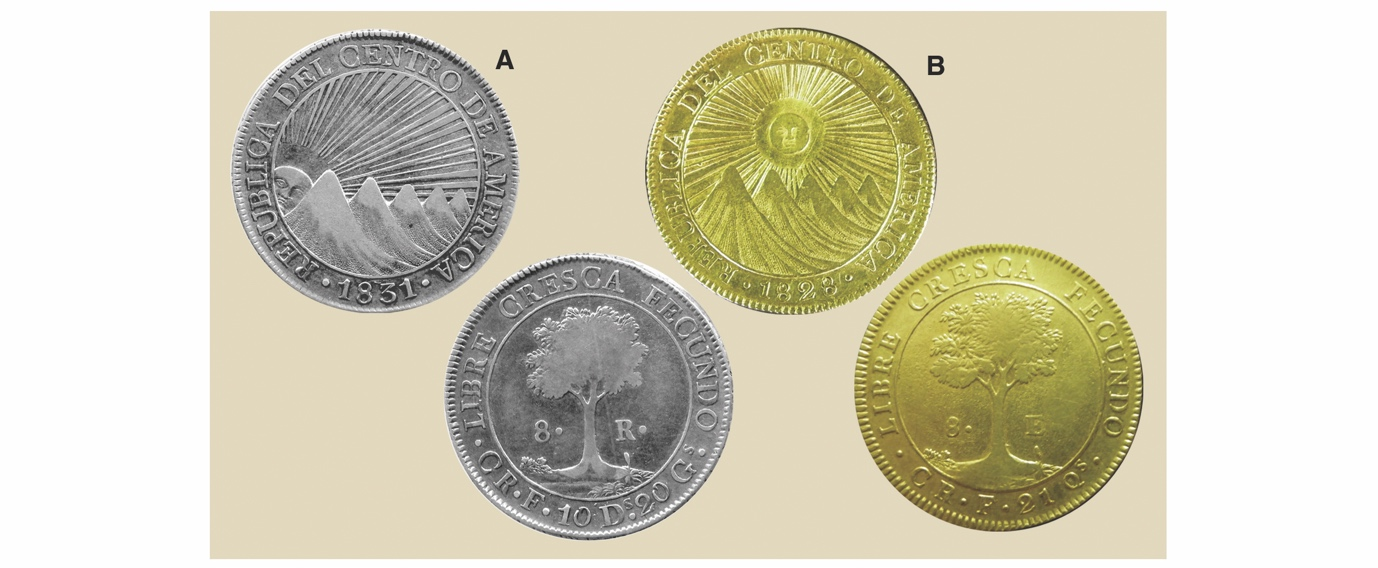 A
REPUBLICA DEL CENTRO DE AMERICA
· 1831 ·
LIBRE CRESCA FECUNDO
8 · R ·
· CR · F · 10 Dˢ. 20 Gˢ.
B
REPUBLICA DEL CENTRO DE AMERICA
· 1828 ·
LIBRE CRESCA FECUNDO
8 · E
· CR · F · 21 Qˢ.